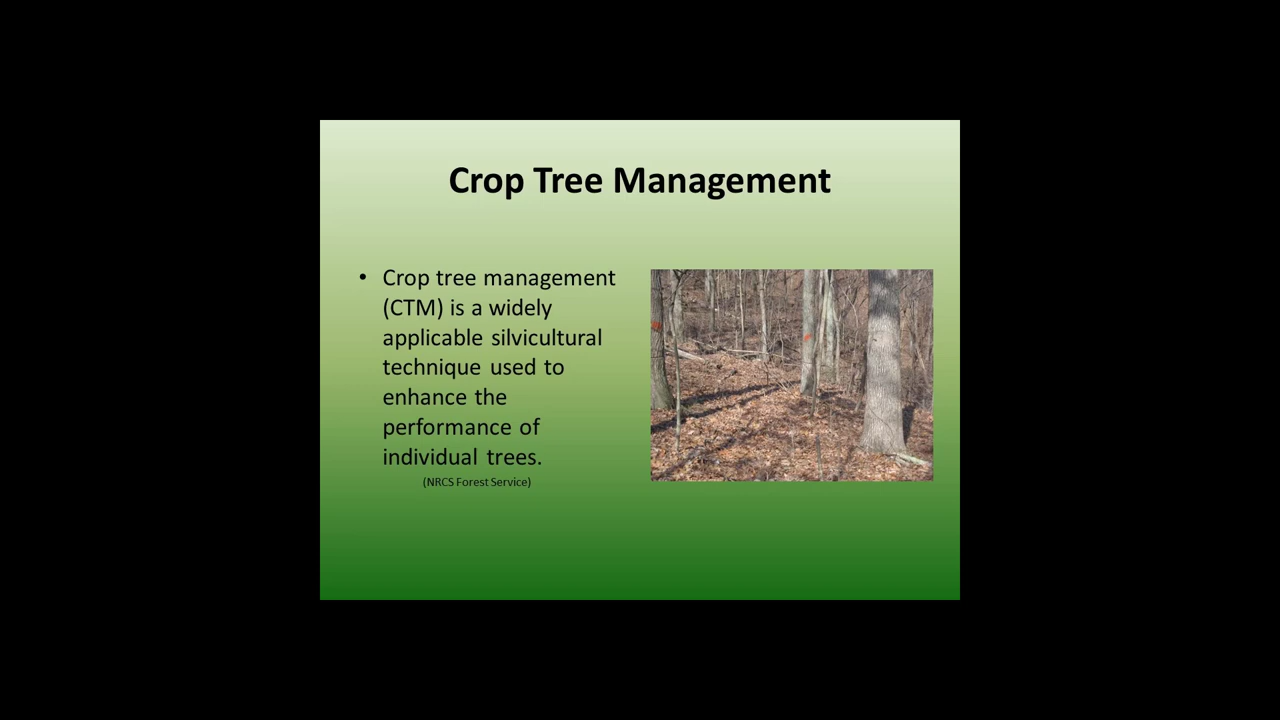 Crop Tree Management
• Crop tree management
(CTM) is a widely
applicable silvicultural
technique used to
enhance the
performance of
individual trees.
(NRCS Forest Service)